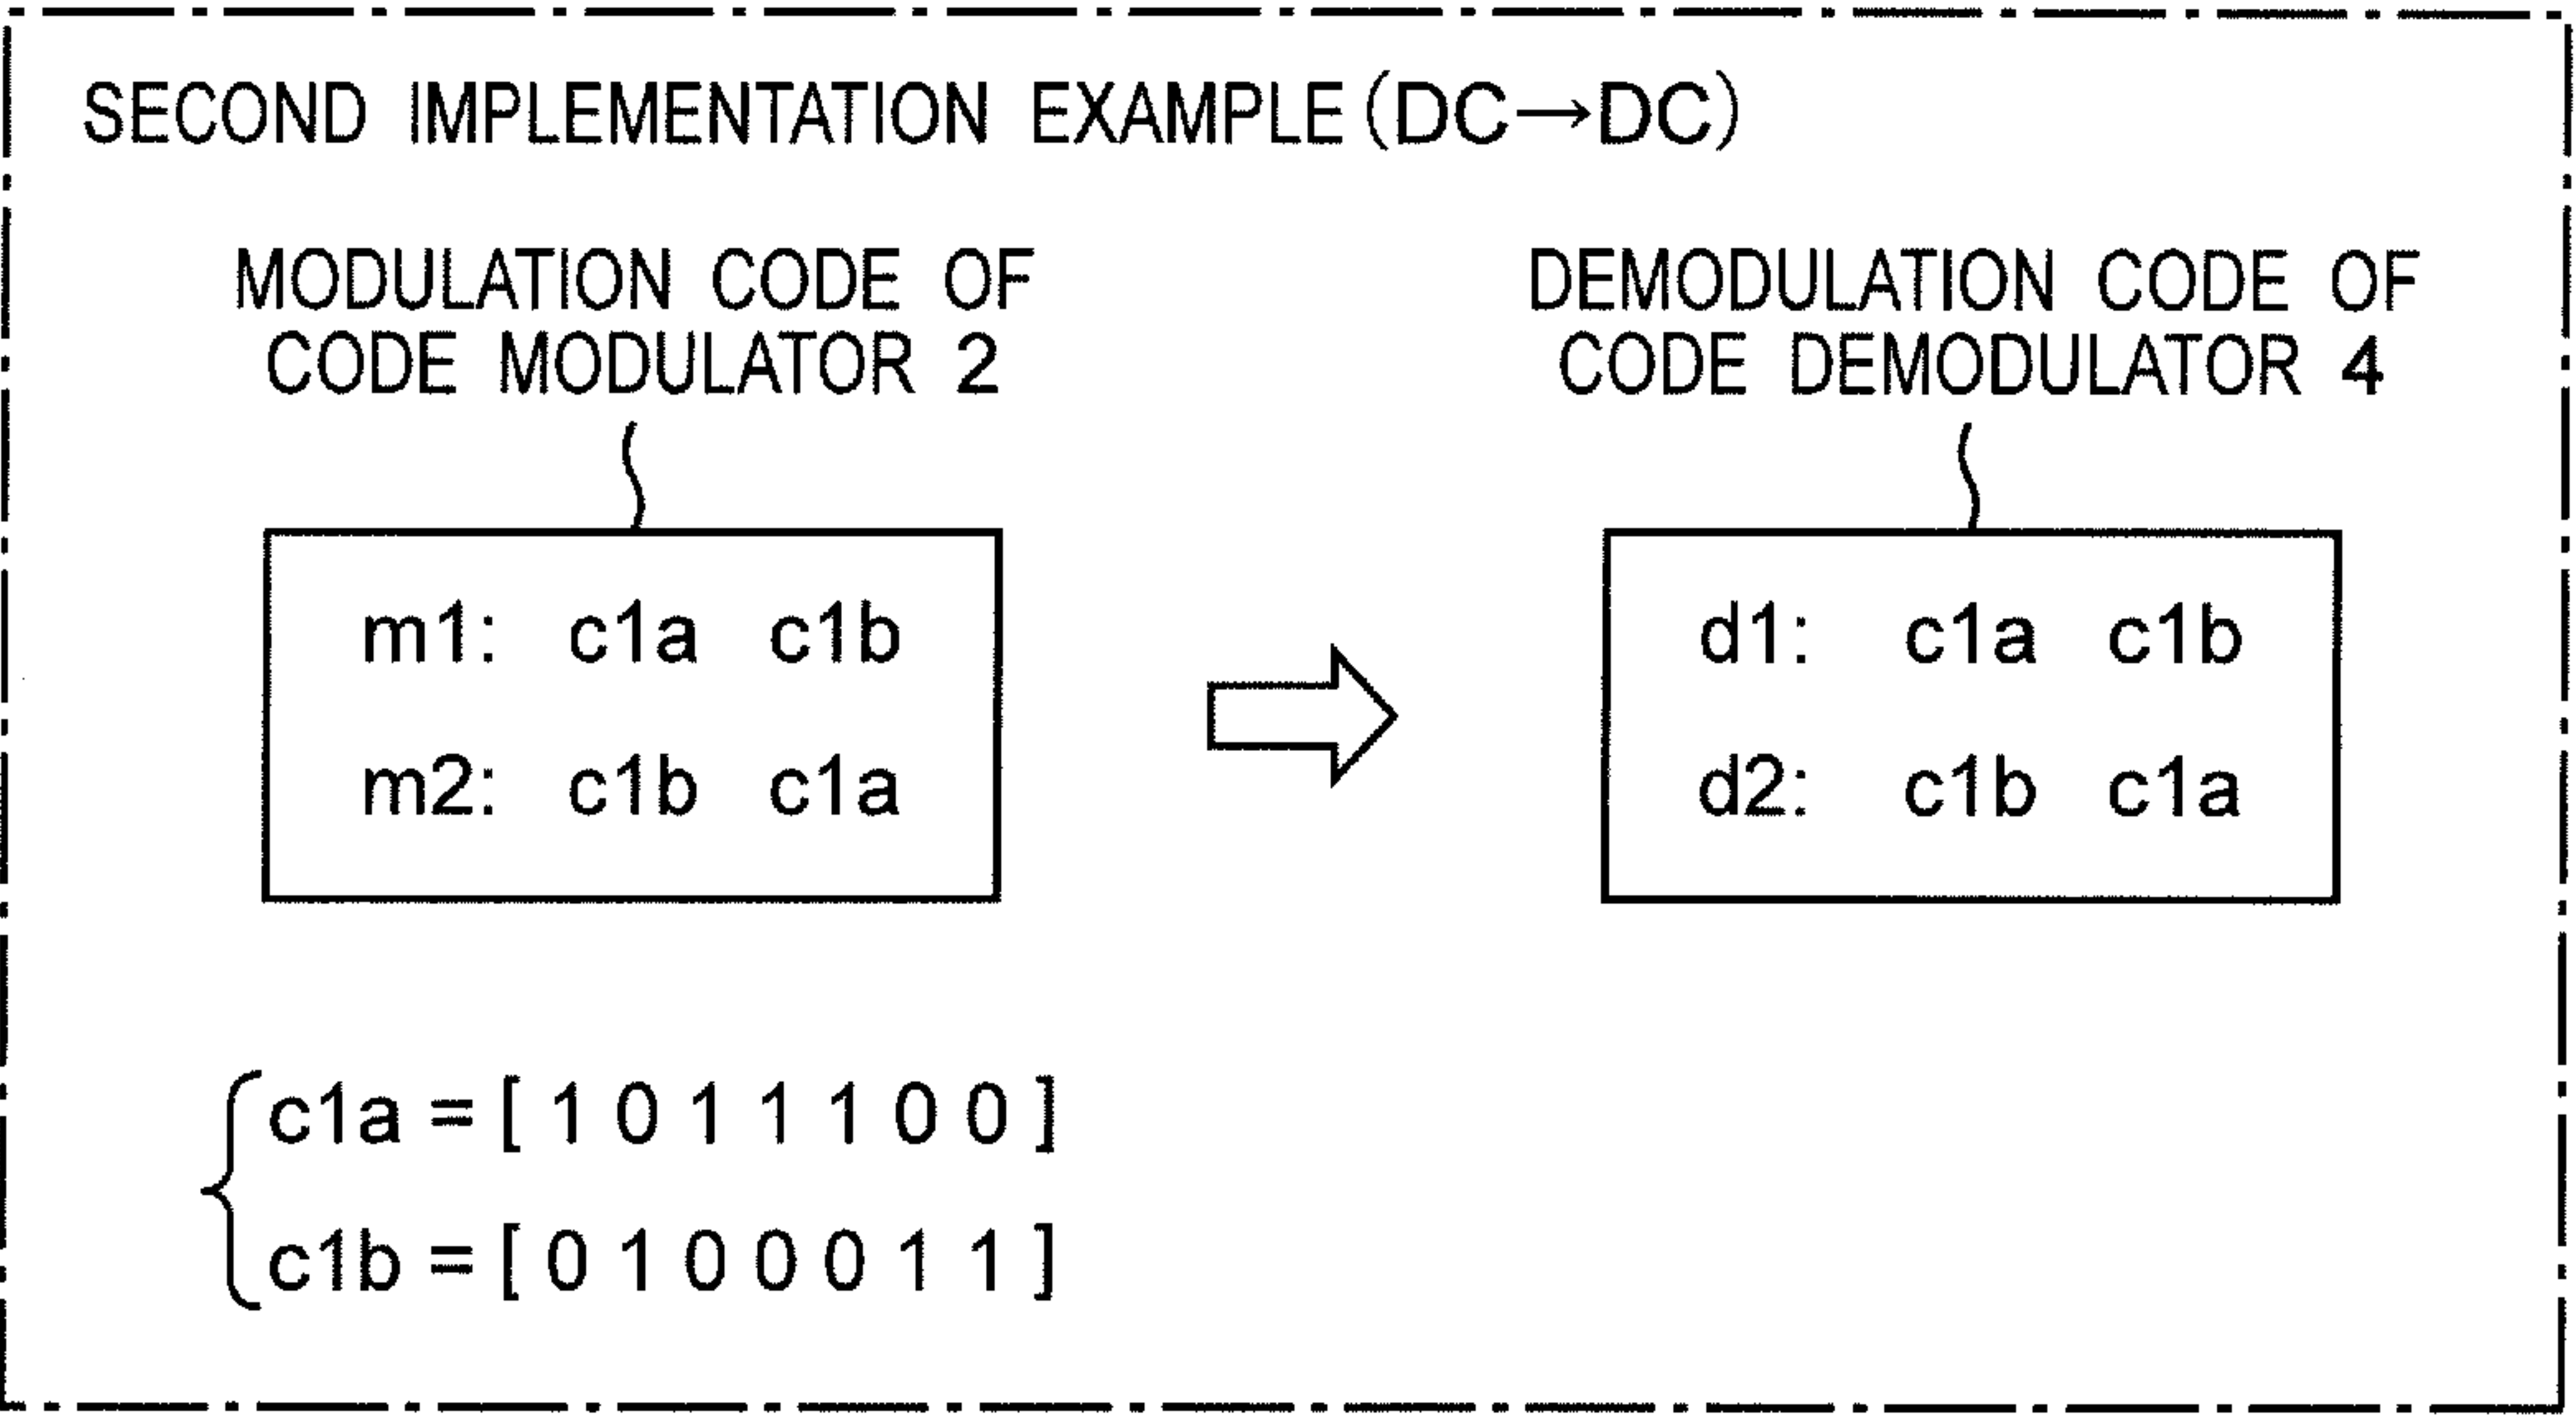 SECOND IMPLEMENTATION EXAMPLE (DC→DC)
MODULATION CODE OF
CODE MODULATOR 2
DEMODULATION CODE OF
CODE DEMODULATOR 4
m1: c1a c1b
m2: c1b c1a
d1: c1a c1b
d2: c1b c1a
c1a = [ 1 0 1 1 1 0 0 ]
c1b = [ 0 1 0 0 0 1 1 ]